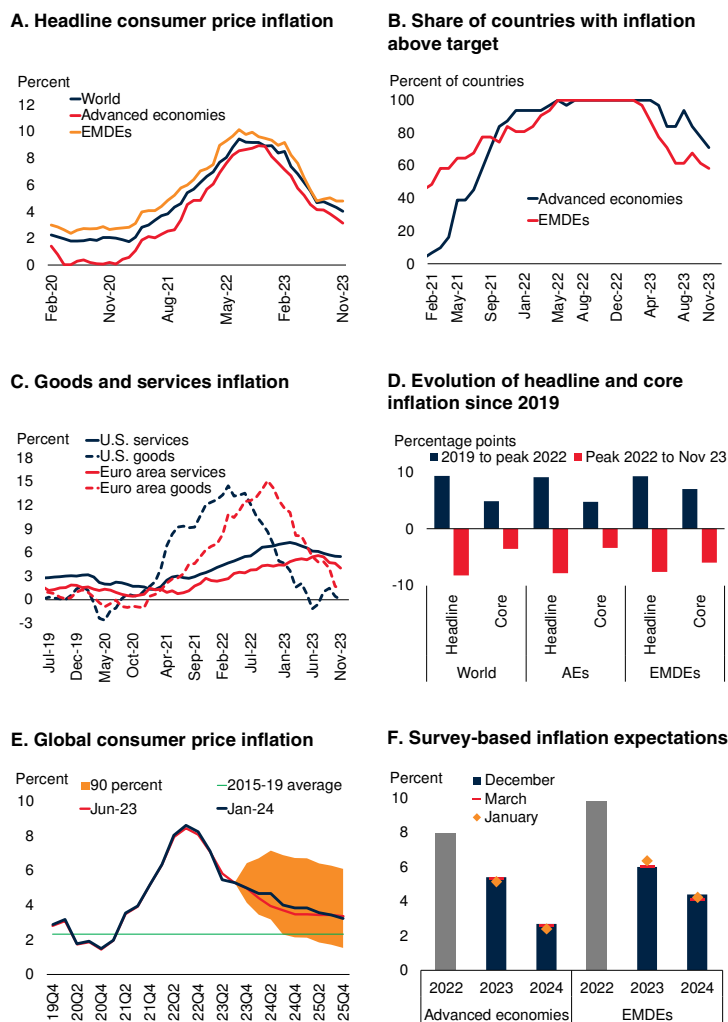 A. Headline consumer price inflation
Percent
World
Advanced economies
EMDEs
12
10
8
6
4
2
0
Feb-20
Nov-20
Aug-21
May-22
Feb-23
Nov-23
B. Share of countries with inflation
above target
Percent of countries
100
80
60
40
20
0
Advanced economies
EMDEs
Feb-21
May-21
Sep-21
Jan-22
May-22
Aug-22
Dec-22
Apr-23
Aug-23
Nov-23
C. Goods and services inflation
Percent
U.S. services
U.S. goods
Euro area services
Euro area goods
18
15
12
9
6
3
0
-3
Jul-19
Dec-19
May-20
Oct-20
Apr-21
Sep-21
Feb-22
Jul-22
Jan-23
Jun-23
Nov-23
D. Evolution of headline and core
inflation since 2019
Percentage points
2019 to peak 2022
Peak 2022 to Nov 23
10
0
-10
Headline
Core
Headline
Core
Headline
Core
World
AEs
EMDEs
E. Global consumer price inflation
Percent
90 percent
2015-19 average
Jun-23
Jan-24
10
8
6
4
2
0
19Q4
20Q2
20Q4
21Q2
21Q4
22Q2
22Q4
23Q2
23Q4
24Q2
24Q4
25Q2
25Q4
F. Survey-based inflation expectations
Percent
December
March
January
10
8
6
4
2
0
2022
2023
2024
2022
2023
2024
Advanced economies
EMDEs